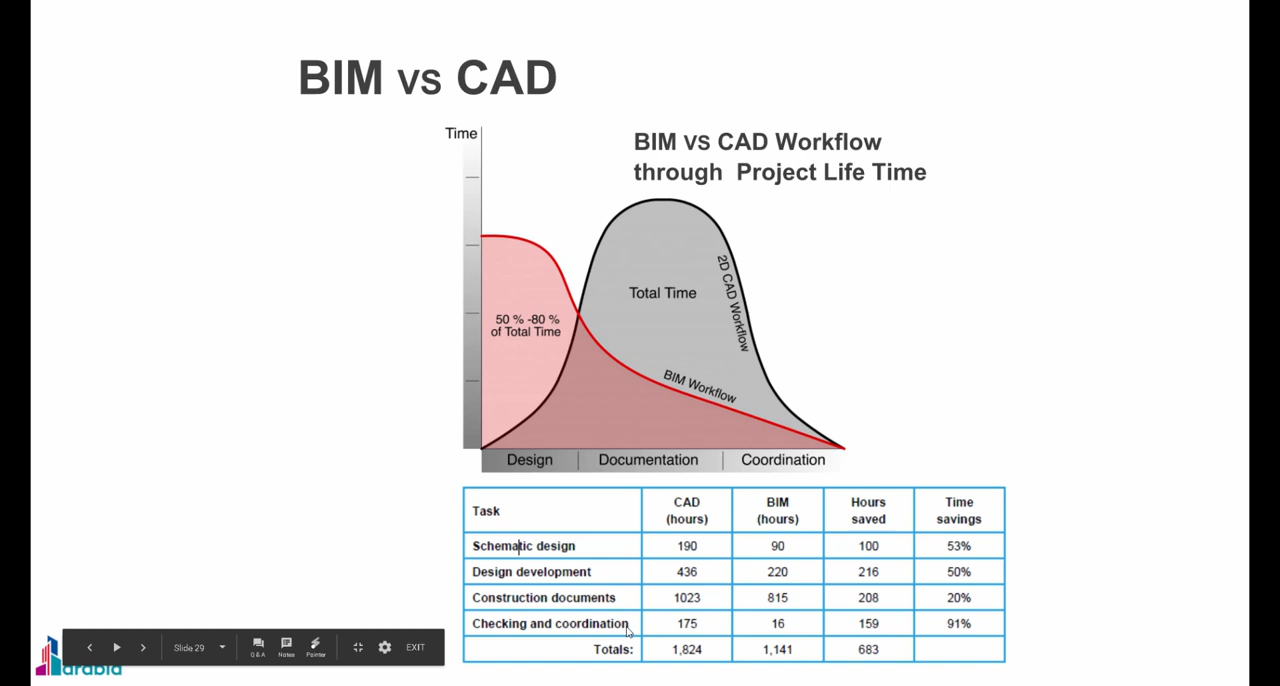 BIM vs CAD
Time
BIM VS CAD Workflow
through Project Life Time
2D CAD Workflow
Total Time
50 % -80 %
of Total Time
BIM Workflow
Design | Documentation | Coordination
Task CAD (hours) BIM (hours) Hours saved Time savings
Schematic design 190 90 100 53%
Design development 436 220 216 50%
Construction documents 1023 815 208 20%
Checking and coordination 175 16 159 91%
Totals: 1,824 1,141 683
Slide 29
Q & A
Notes
Pointer
EXIT
arabia